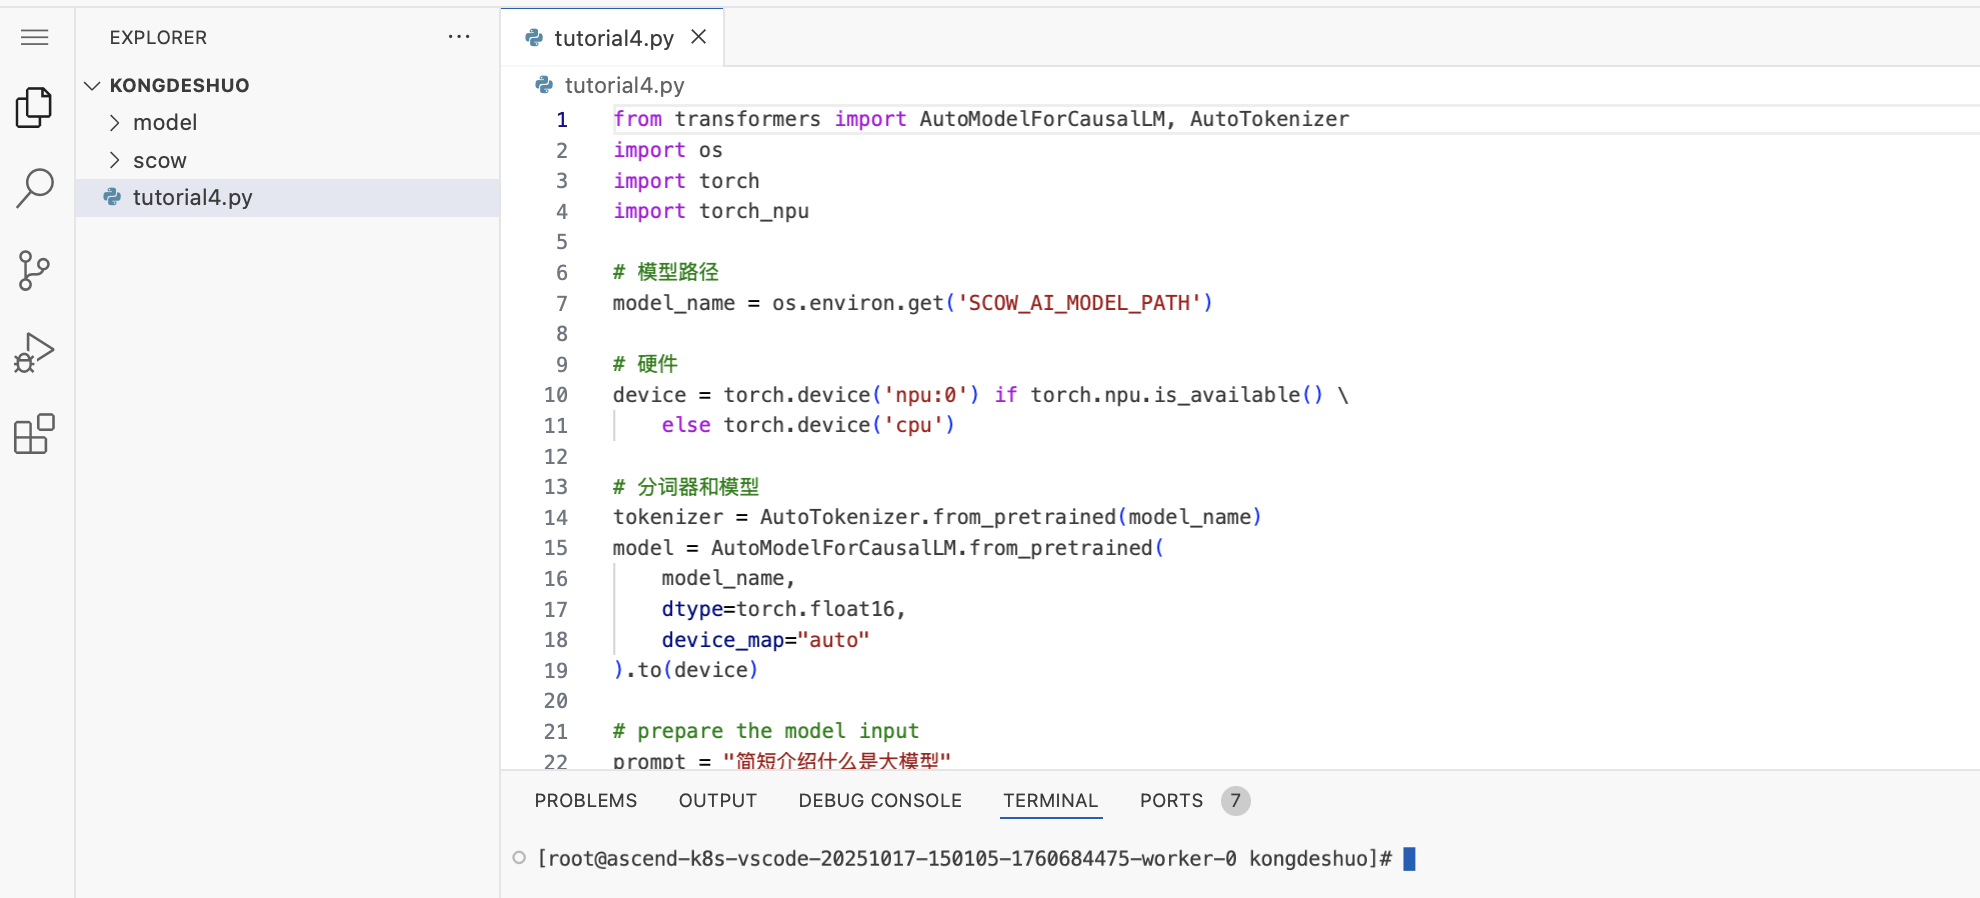 EXPLORER
KONGDESHUO
model
scow
tutorial4.py
tutorial4.py
tutorial4.py
1 from transformers import AutoModelForCausalLM, AutoTokenizer
2 import os
3 import torch
4 import torch_npu
5
6 # 模型路径
7 model_name = os.environ.get('SCOW_AI_MODEL_PATH')
8
9 # 硬件
10 device = torch.device('npu:0') if torch.npu.is_available() \
11 else torch.device('cpu')
12
13 # 分词器和模型
14 tokenizer = AutoTokenizer.from_pretrained(model_name)
15 model = AutoModelForCausalLM.from_pretrained(
16 model_name,
17 dtype=torch.float16,
18 device_map="auto"
19 ).to(device)
20
21 # prepare the model input
22 prompt = "简短介绍什么是大模型"
PROBLEMS OUTPUT DEBUG CONSOLE TERMINAL PORTS 7
[root@ascend-k8s-vscode-20251017-150105-1760684475-worker-0 kongdeshuo]#